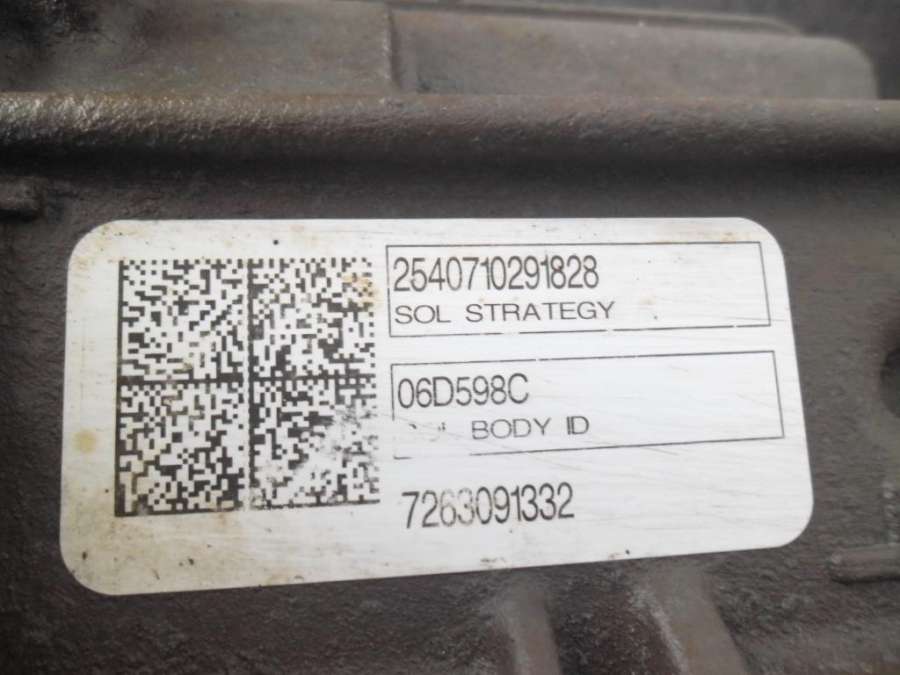 2540710291828
SOL STRATEGY
06D598C
BODY ID
7263091332